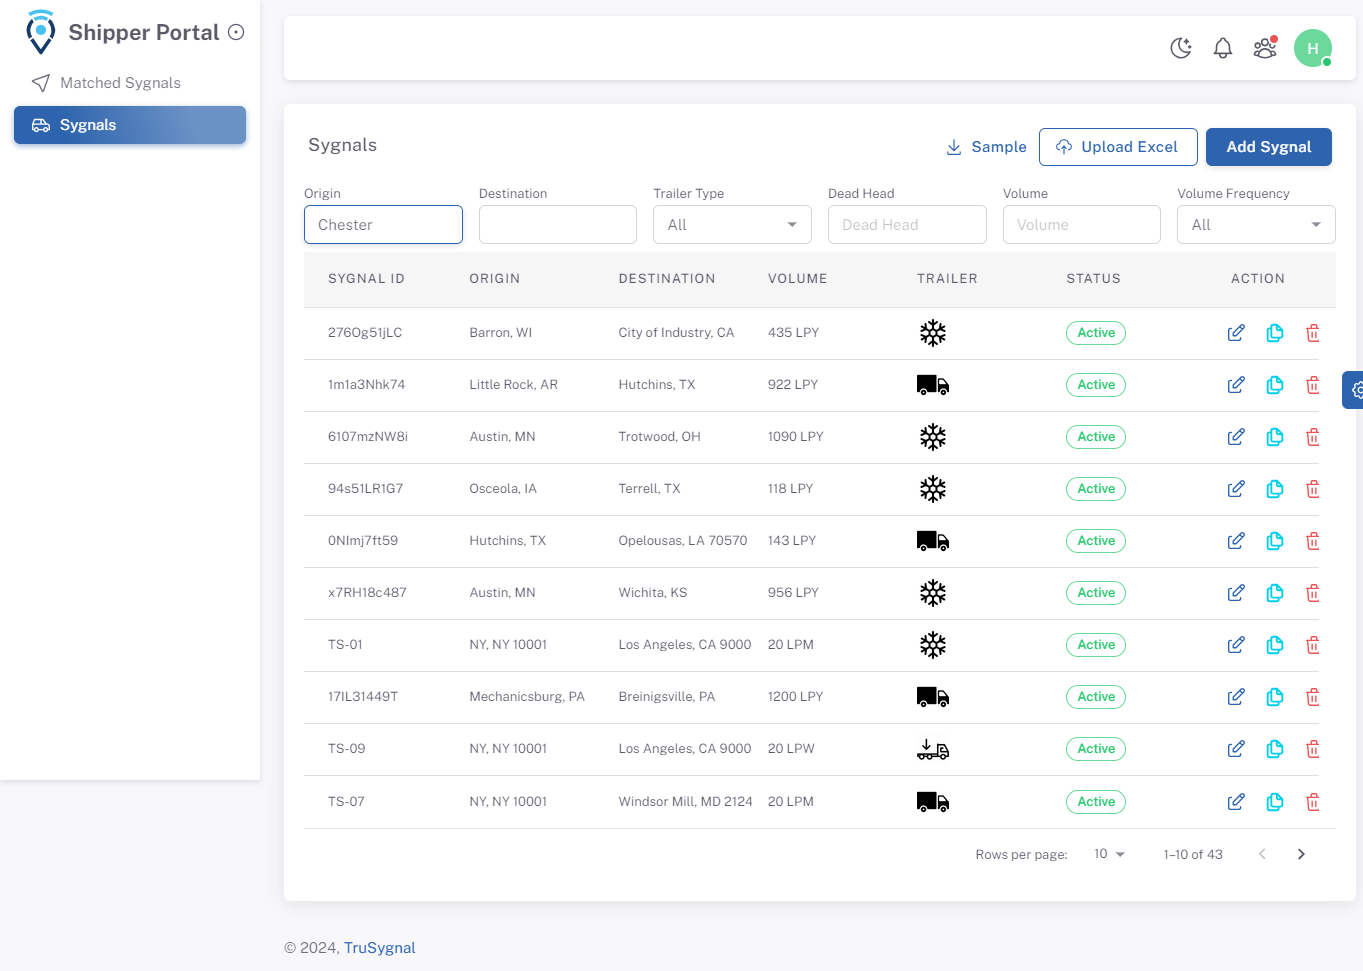 Shipper Portal
Matched Sygnals
Sygnals
H
Sygnals
Sample
Upload Excel
Add Sygnal
Origin Destination Trailer Type Dead Head Volume Volume Frequency
Chester All Dead Head Volume All
SYGNAL ID ORIGIN DESTINATION VOLUME TRAILER STATUS ACTION
276Og51jLC Barron, WI City of Industry, CA 435 LPY Active
1m1a3Nhk74 Little Rock, AR Hutchins, TX 922 LPY Active
6107mzNW8i Austin, MN Trotwood, OH 1090 LPY Active
94s51LR1G7 Osceola, IA Terrell, TX 118 LPY Active
0NImj7ft59 Hutchins, TX Opelousas, LA 70570 143 LPY Active
x7RH18c487 Austin, MN Wichita, KS 956 LPY Active
TS-01 NY, NY 10001 Los Angeles, CA 9000 20 LPM Active
17IL31449T Mechanicsburg, PA Breinigsville, PA 1200 LPY Active
TS-09 NY, NY 10001 Los Angeles, CA 9000 20 LPW Active
TS-07 NY, NY 10001 Windsor Mill, MD 2124 20 LPM Active
Rows per page: 10 1–10 of 43
© 2024, TruSygnal